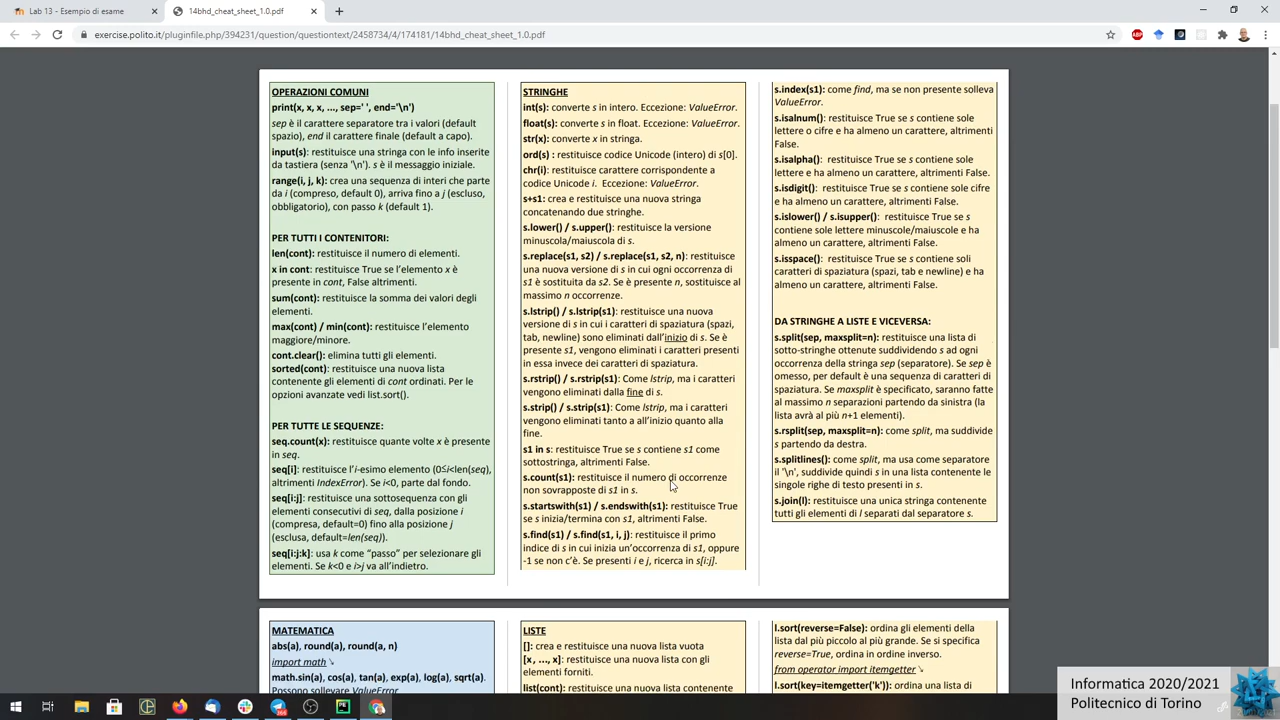 Lab 13 - Esempio di esame
14bhd_cheat_sheet_1.0.pdf
exercise.polito.it/pluginfile.php/394231/question/questiontext/2458734/4/174181/14bhd_cheat_sheet_1.0.pdf
OPERAZIONI COMUNI
print(x, x, x, ..., sep=' ', end='\n')
sep è il carattere separatore tra i valori (default
spazio), end il carattere finale (default a capo).
input(s): restituisce una stringa con le info inserite
da tastiera (senza '\n'). s è il messaggio iniziale.
range(i, j, k): crea una sequenza di interi che parte
da i (compreso, default 0), arriva fino a j (escluso,
obbligatorio), con passo k (default 1).
PER TUTTI I CONTENITORI:
len(cont): restituisce il numero di elementi.
x in cont: restituisce True se l'elemento x è
presente in cont, False altrimenti.
sum(cont): restituisce la somma dei valori degli
elementi.
max(cont) / min(cont): restituisce l'elemento
maggiore/minore.
cont.clear(): elimina tutti gli elementi.
sorted(cont): restituisce una nuova lista
contenente gli elementi di cont ordinati. Per le
opzioni avanzate vedi list.sort().
PER TUTTE LE SEQUENZE:
seq.count(x): restituisce quante volte x è presente
in seq.
seq[i]: restituisce l'i-esimo elemento (0≤i<len(seq),
altrimenti IndexError). Se i<0, parte dal fondo.
seq[i:j]: restituisce una sottosequenza con gli
elementi consecutivi di seq, dalla posizione i
(compresa, default=0) fino alla posizione j
(esclusa, default=len(seq)).
seq[i:j:k]: usa k come “passo” per selezionare gli
elementi. Se k<0 e i>j va all'indietro.
STRINGHE
int(s): converte s in intero. Eccezione: ValueError.
float(s): converte s in float. Eccezione: ValueError.
str(x): converte x in stringa.
ord(s) : restituisce codice Unicode (intero) di s[0].
chr(i): restituisce carattere corrispondente a
codice Unicode i. Eccezione: ValueError.
s+s1: crea e restituisce una nuova stringa
concatenando due stringhe.
s.lower() / s.upper(): restituisce la versione
minuscola/maiuscola di s.
s.replace(s1, s2) / s.replace(s1, s2, n): restituisce
una nuova versione di s in cui ogni occorrenza di
s1 è sostituita da s2. Se è presente n, sostituisce al
massimo n occorrenze.
s.lstrip() / s.lstrip(s1): restituisce una nuova
versione di s in cui i caratteri di spaziatura (spazi,
tab, newline) sono eliminati dall'inizio di s. Se è
presente s1, vengono eliminati i caratteri presenti
in essa invece dei caratteri di spaziatura.
s.rstrip() / s.rstrip(s1): Come lstrip, ma i caratteri
vengono eliminati dalla fine di s.
s.strip() / s.strip(s1): Come lstrip, ma i caratteri
vengono eliminati tanto a all'inizio quanto alla
fine.
s1 in s: restituisce True se s contiene s1 come
sottostringa, altrimenti False.
s.count(s1): restituisce il numero di occorrenze
non sovrapposte di s1 in s.
s.startswith(s1) / s.endswith(s1): restituisce True
se s inizia/termina con s1, altrimenti False.
s.find(s1) / s.find(s1, i, j): restituisce il primo
indice di s in cui inizia un'occorrenza di s1, oppure
-1 se non c'è. Se presenti i e j, ricerca in s[i:j].
s.index(s1): come find, ma se non presente solleva
ValueError.
s.isalnum(): restituisce True se s contiene sole
lettere o cifre e ha almeno un carattere, altrimenti
False.
s.isalpha(): restituisce True se s contiene sole
lettere e ha almeno un carattere, altrimenti False.
s.isdigit(): restituisce True se s contiene sole cifre
e ha almeno un carattere, altrimenti False.
s.islower() / s.isupper(): restituisce True se s
contiene sole lettere minuscole/maiuscole e ha
almeno un carattere, altrimenti False.
s.isspace(): restituisce True se s contiene soli
caratteri di spaziatura (spazi, tab e newline) e ha
almeno un carattere, altrimenti False.
DA STRINGHE A LISTE E VICEVERSA:
s.split(sep, maxsplit=n): restituisce una lista di
sotto-stringhe ottenute suddividendo s ad ogni
occorrenza della stringa sep (separatore). Se sep è
omesso, per default è una sequenza di caratteri di
spaziatura. Se maxsplit è specificato, saranno fatte
al massimo n separazioni partendo da sinistra (la
lista avrà al più n+1 elementi).
s.rsplit(sep, maxsplit=n): come split, ma suddivide
s partendo da destra.
s.splitlines(): come split, ma usa come separatore
il '\n', suddivide quindi s in una lista contenente le
singole righe di testo presenti in s.
s.join(l): restituisce una unica stringa contenente
tutti gli elementi di l separati dal separatore s.
MATEMATICA
abs(a), round(a), round(a, n)
import math ↘
math.sin(a), cos(a), tan(a), exp(a), log(a), sqrt(a).
Possono sollevare ValueError
LISTE
[]: crea e restituisce una nuova lista vuota
[x, ..., x]: restituisce una nuova lista con gli
elementi forniti.
list(cont): restituisce una nuova lista contenente
l.sort(reverse=False): ordina gli elementi della
lista dal più piccolo al più grande. Se si specifica
reverse=True, ordina in ordine inverso.
from operator import itemgetter ↘
l.sort(key=itemgetter('k')): ordina una lista di
Informatica 2020/2021
Politecnico di Torino